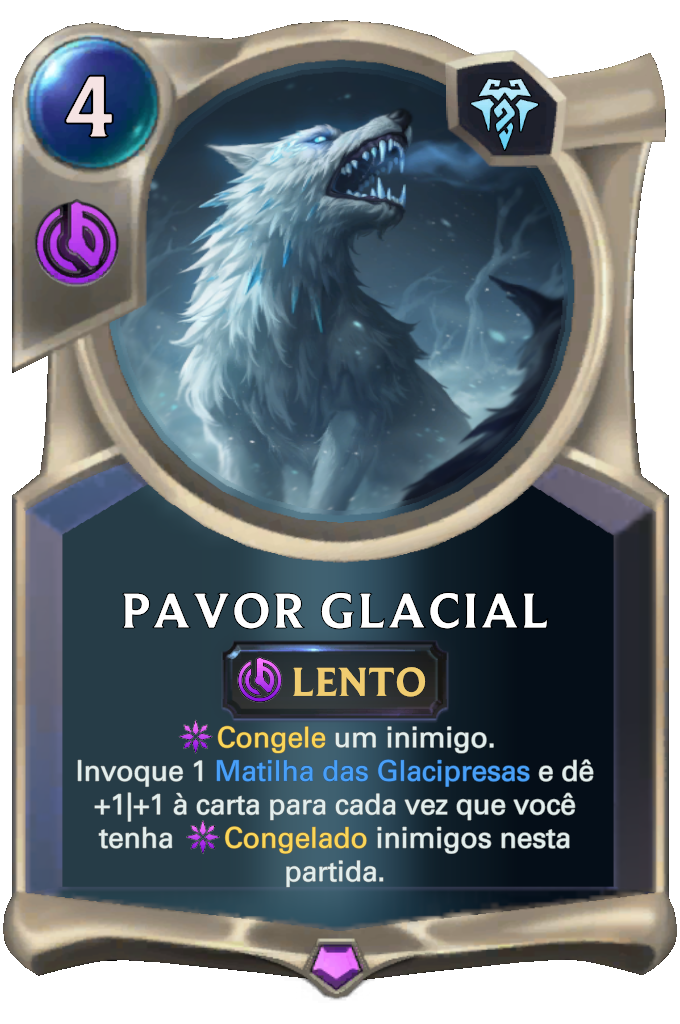 4
PAVOR GLACIAL
LENTO
Congele um inimigo.
Invoque 1 Matilha das Glacipresas e dê
+1|+1 à carta para cada vez que você
tenha Congelado inimigos nesta
partida.